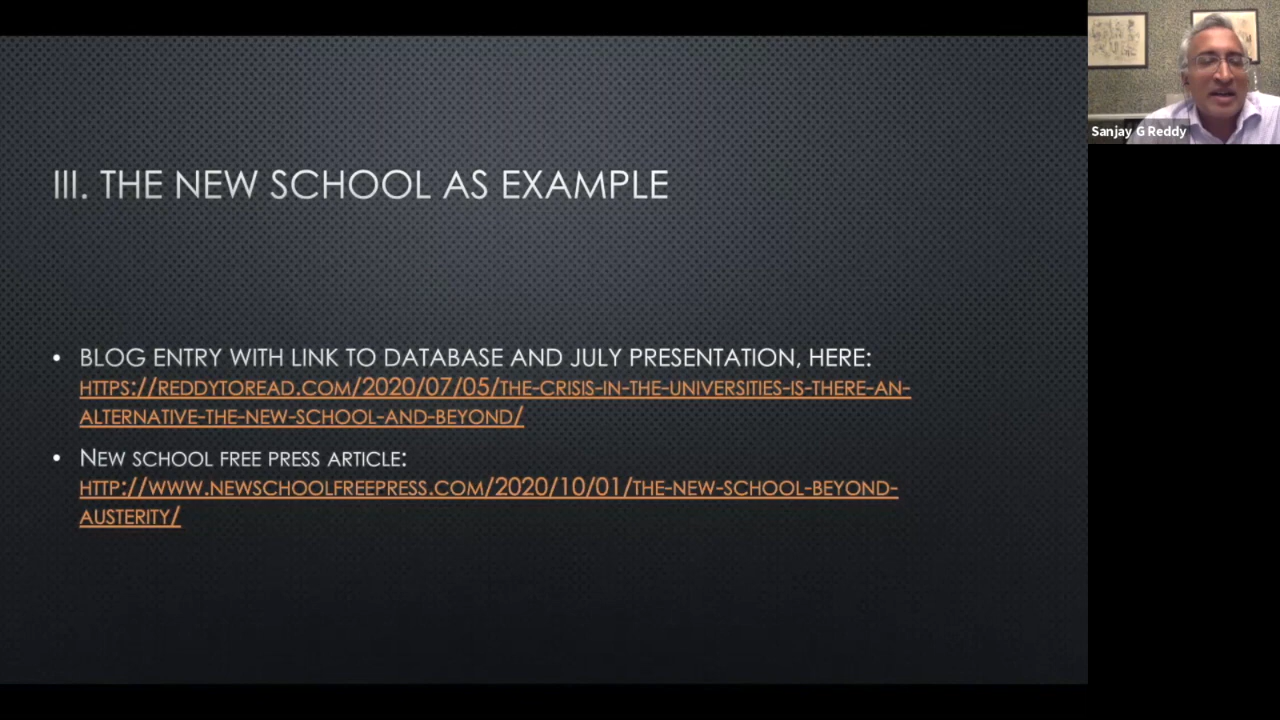 III. THE NEW SCHOOL AS EXAMPLE
• BLOG ENTRY WITH LINK TO DATABASE AND JULY PRESENTATION, HERE:
HTTPS://REDDYTOREAD.COM/2020/07/05/THE-CRISIS-IN-THE-UNIVERSITIES-IS-THERE-AN-
ALTERNATIVE-THE-NEW-SCHOOL-AND-BEYOND/
• NEW SCHOOL FREE PRESS ARTICLE:
HTTP://WWW.NEWSCHOOLFREEPRESS.COM/2020/10/01/THE-NEW-SCHOOL-BEYOND-
AUSTERITY/
Sanjay G Reddy